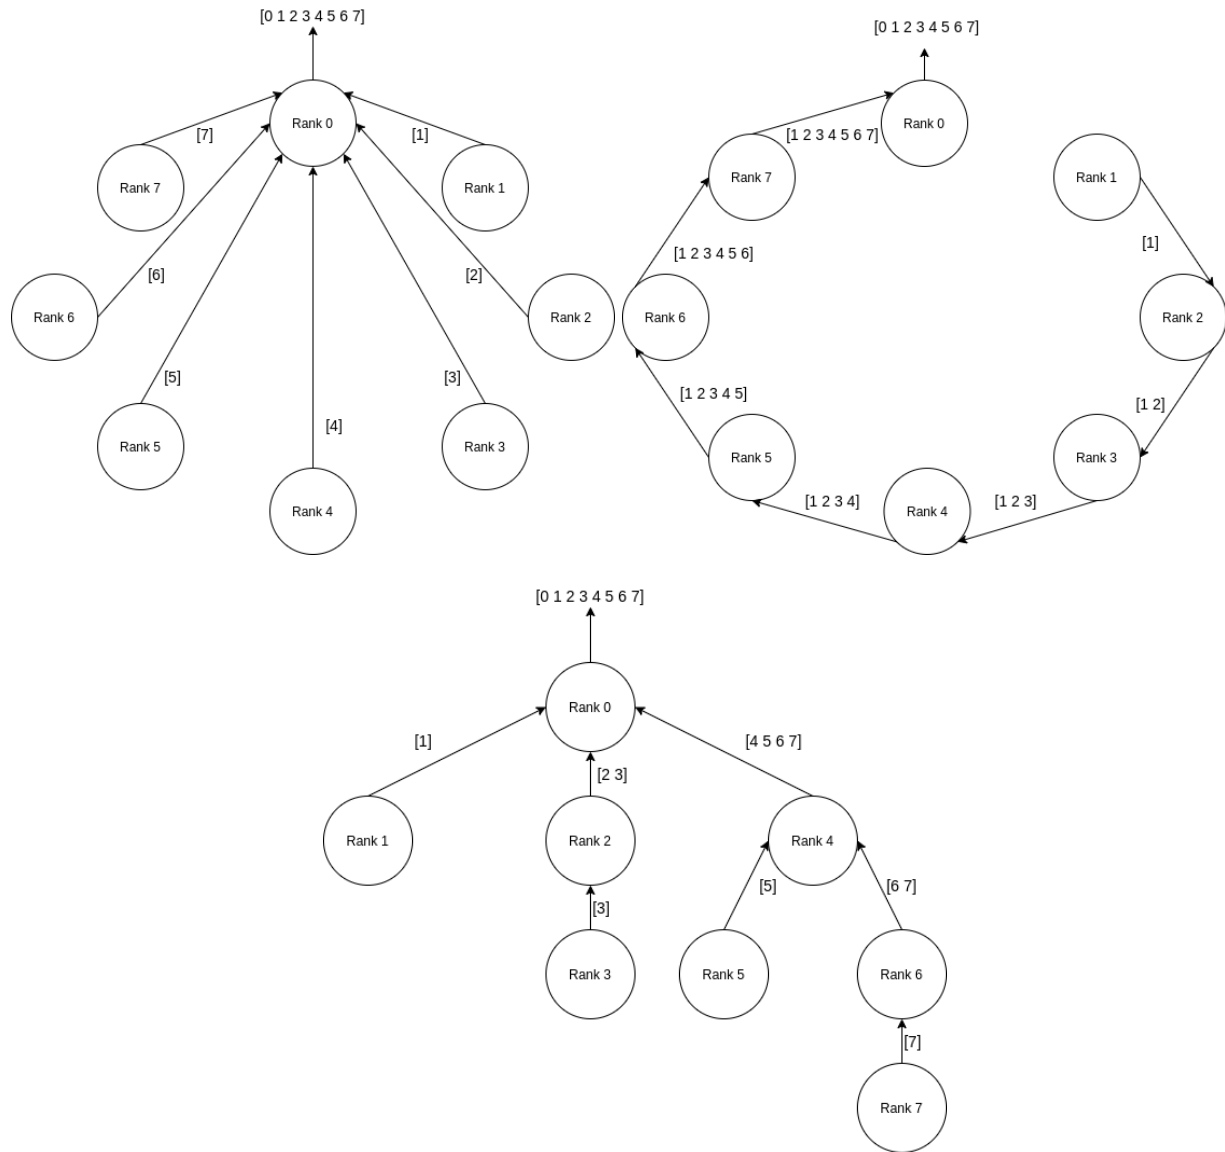 [0 1 2 3 4 5 6 7]
Rank 0
[7]
[1]
Rank 7
Rank 1
[6]
[2]
Rank 6
Rank 2
[5]
[3]
[4]
Rank 5
Rank 3
Rank 4
[0 1 2 3 4 5 6 7]
Rank 0
[1 2 3 4 5 6 7]
Rank 7
Rank 1
[1]
[1 2 3 4 5 6]
Rank 6
Rank 2
[1 2 3 4 5]
[1 2]
Rank 5
Rank 3
[1 2 3 4]
[1 2 3]
Rank 4
[0 1 2 3 4 5 6 7]
Rank 0
[1]
[4 5 6 7]
[2 3]
Rank 1
Rank 2
Rank 4
[5]
[6 7]
[3]
Rank 3
Rank 5
Rank 6
[7]
Rank 7